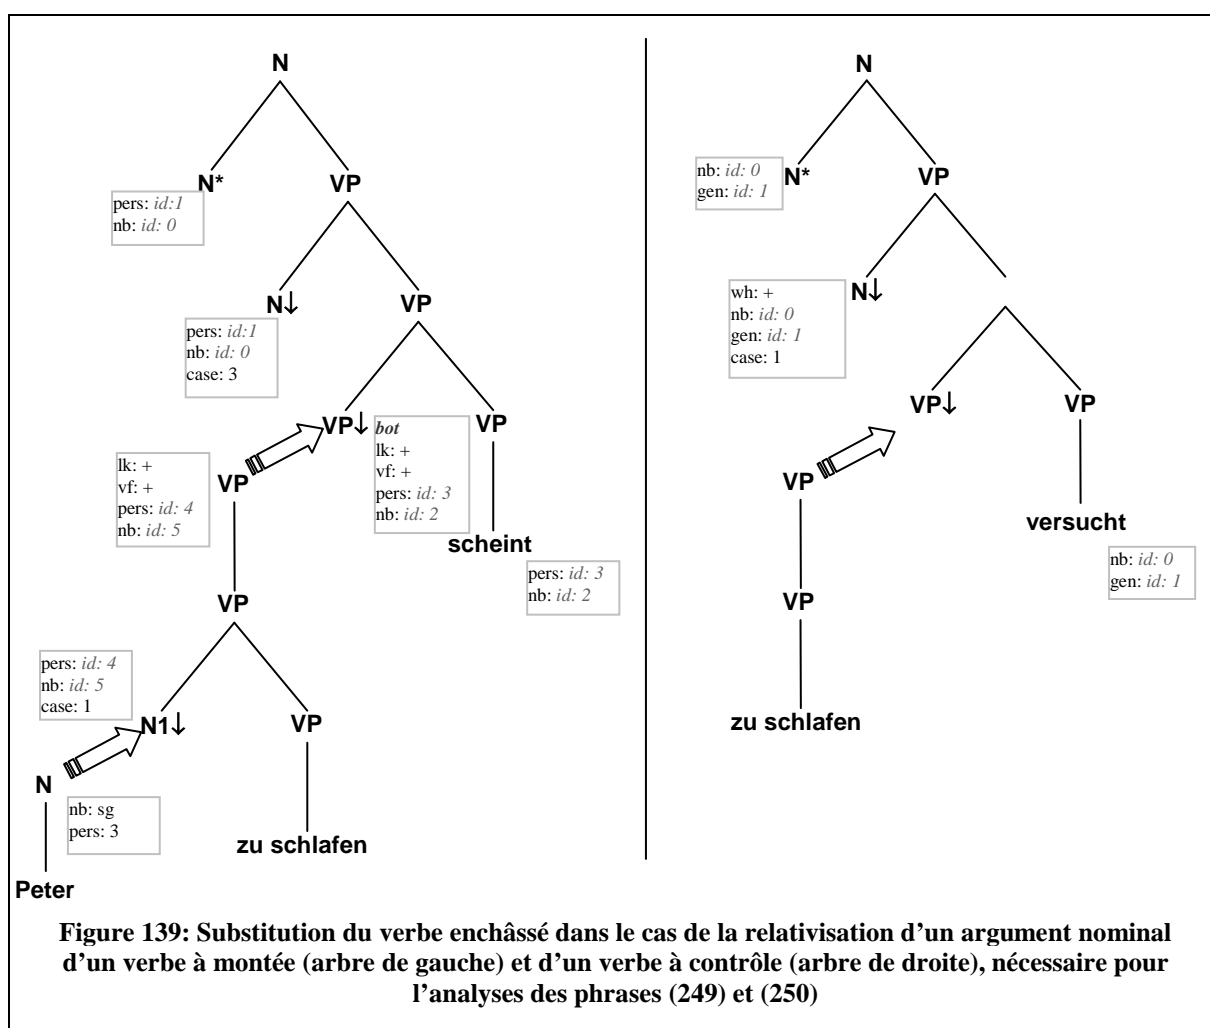 N
N*
pers: id:1
nb: id: 0
VP
N↓
pers: id:1
nb: id: 0
case: 3
VP
VP↓
bot
lk: +
vf: +
pers: id: 3
nb: id: 2
VP
scheint
pers: id: 3
nb: id: 2
lk: +
vf: +
pers: id: 4
nb: id: 5
VP
VP
pers: id: 4
nb: id: 5
case: 1
N1↓
VP
N
nb: sg
pers: 3
zu schlafen
Peter
N
nb: id: 0
gen: id: 1
N*
VP
wh: +
nb: id: 0
gen: id: 1
case: 1
N↓
VP↓
VP
VP
versucht
nb: id: 0
gen: id: 1
VP
zu schlafen
Figure 139: Substitution du verbe enchâssé dans le cas de la relativisation d’un argument nominal
d’un verbe à montée (arbre de gauche) et d’un verbe à contrôle (arbre de droite), nécessaire pour
l’analyses des phrases (249) et (250)